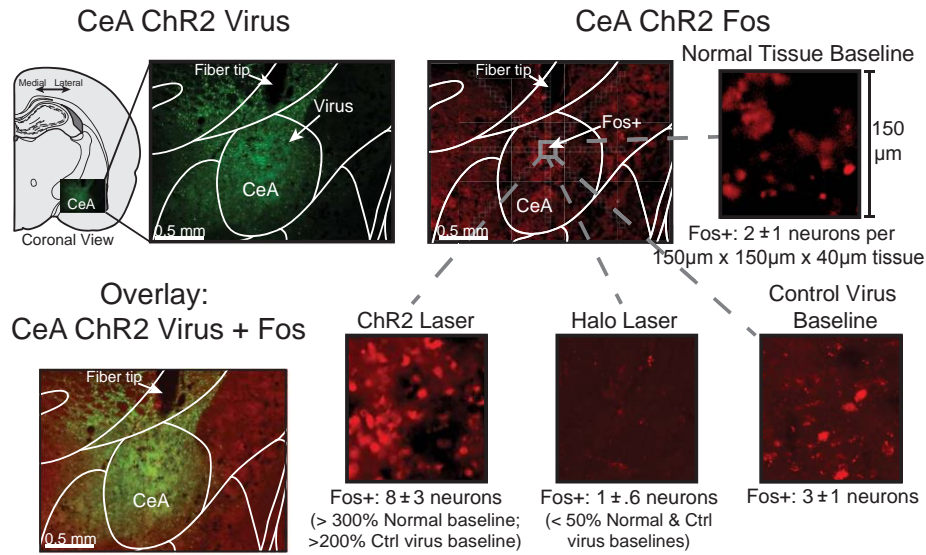 CeA ChR2 Virus
Medial Lateral
CeA
Coronal View
Fiber tip
Virus
CeA
0.5 mm
CeA ChR2 Fos
Fiber tip
Fos+
CeA
0.5 mm
Normal Tissue Baseline
150
µm
Fos+: 2 ±1 neurons per
150µm x 150µm x 40µm tissue
Overlay:
CeA ChR2 Virus + Fos
Fiber tip
CeA
0.5 mm
ChR2 Laser
Fos+: 8 ± 3 neurons
(> 300% Normal baseline;
>200% Ctrl virus baseline)
Halo Laser
Fos+: 1 ±.6 neurons
(< 50% Normal & Ctrl
virus baselines)
Control Virus
Baseline
Fos+: 3 ±1 neurons